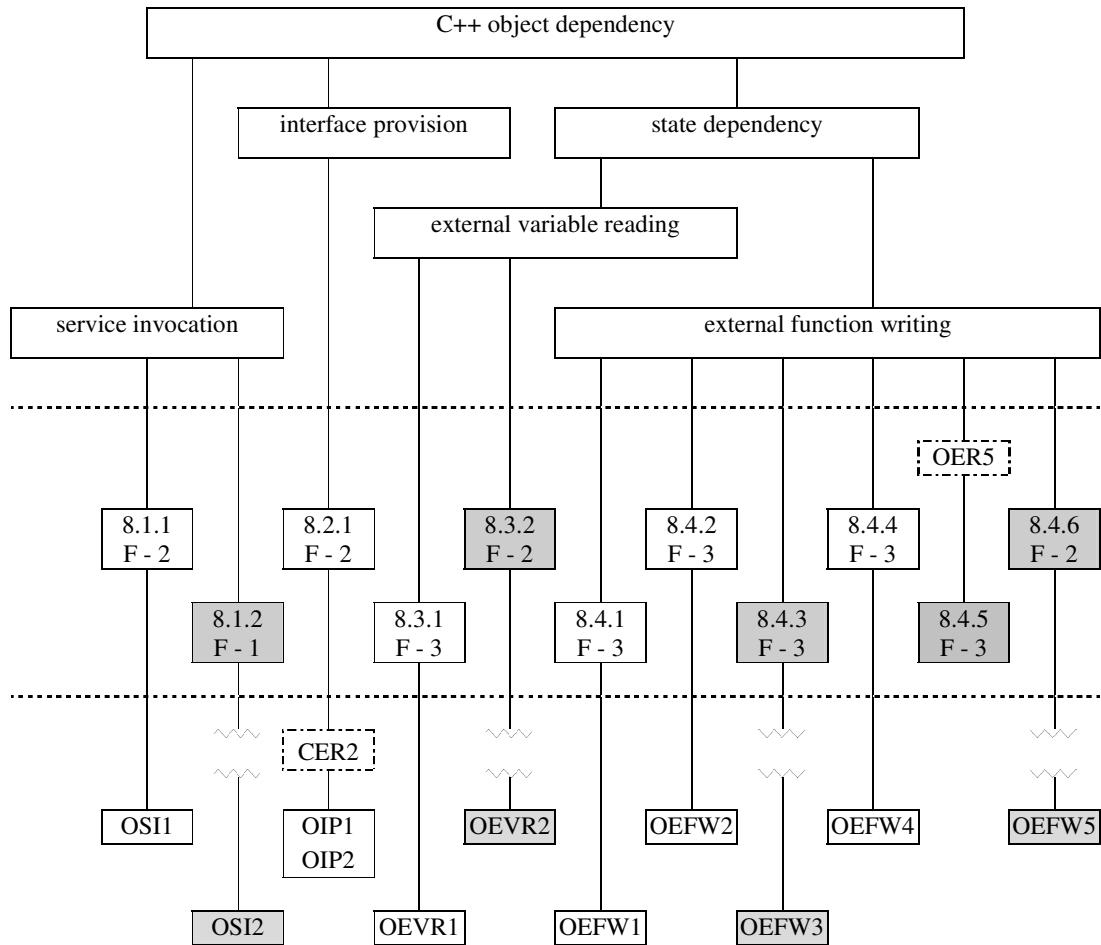 C++ object dependency
interface provision
state dependency
external variable reading
service invocation
external function writing
OER5
8.1.1
F - 2
8.2.1
F - 2
8.3.2
F - 2
8.4.2
F - 3
8.4.4
F - 3
8.4.6
F - 2
8.1.2
F - 1
8.3.1
F - 3
8.4.1
F - 3
8.4.3
F - 3
8.4.5
F - 3
CER2
OSI1
OIP1
OIP2
OEVR2
OEFW2
OEFW4
OEFW5
OSI2
OEVR1
OEFW1
OEFW3